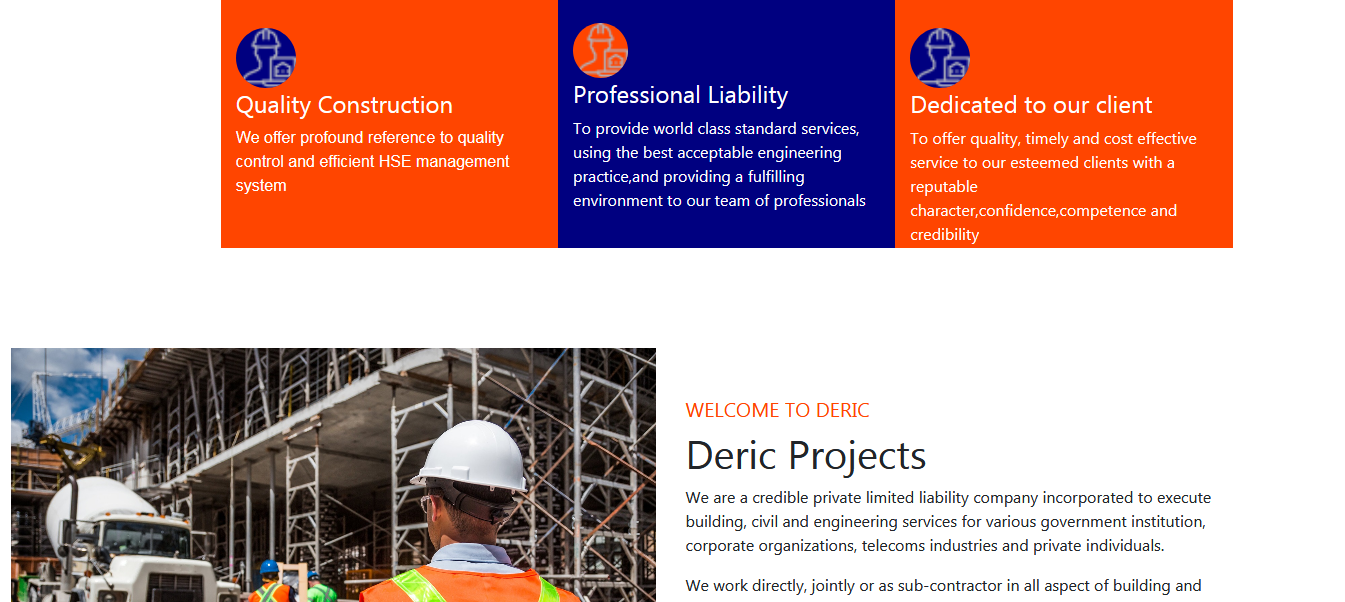 Quality Construction
We offer profound reference to quality
control and efficient HSE management
system
Professional Liability
To provide world class standard services,
using the best acceptable engineering
practice,and providing a fulfilling
environment to our team of professionals
Dedicated to our client
To offer quality, timely and cost effective
service to our esteemed clients with a
reputable
character,confidence,competence and
credibility
WELCOME TO DERIC
Deric Projects
We are a credible private limited liability company incorporated to execute
building, civil and engineering services for various government institution,
corporate organizations, telecoms industries and private individuals.
We work directly, jointly or as sub-contractor in all aspect of building and